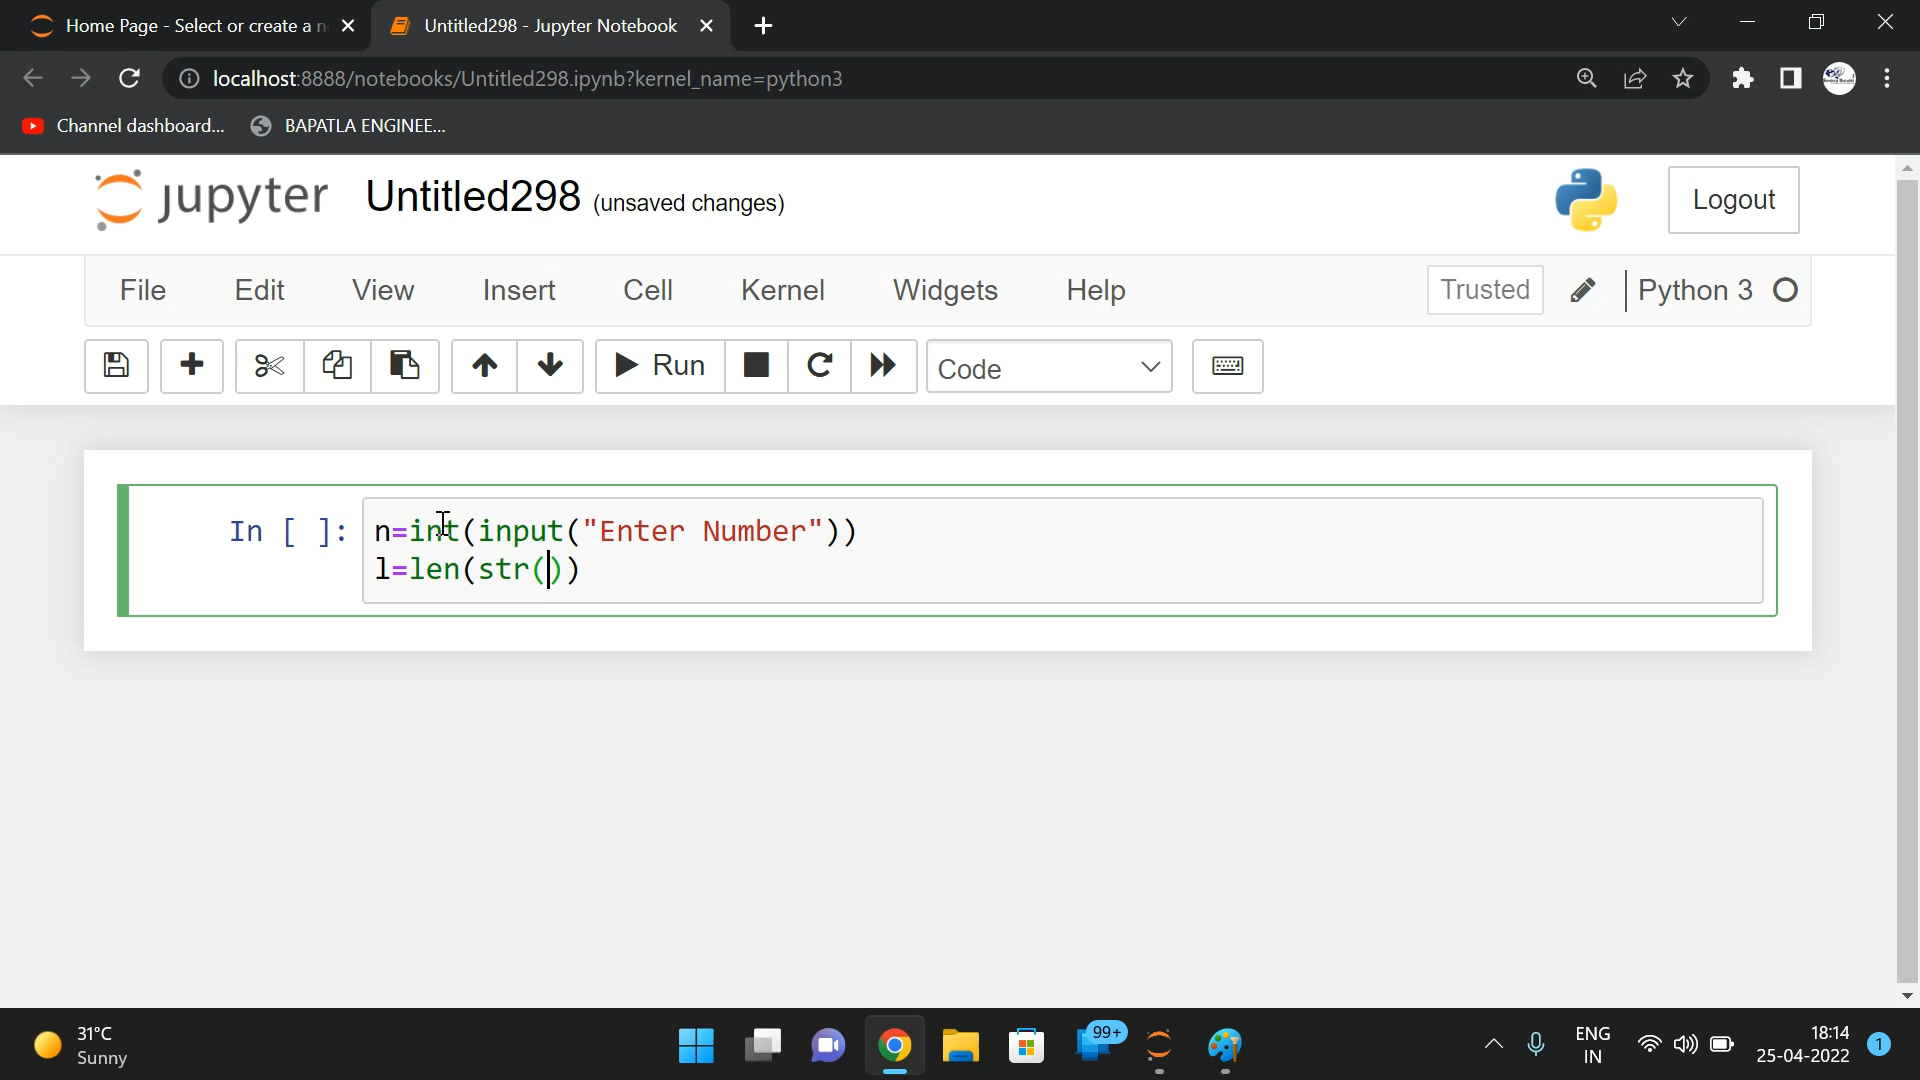 Home Page - Select or create a n
Untitled298 - Jupyter Notebook
localhost:8888/notebooks/Untitled298.ipynb?kernel_name=python3
Channel dashboard...
BAPATLA ENGINEE...
jupyter Untitled298 (unsaved changes)
Logout
File Edit View Insert Cell Kernel Widgets Help
Trusted
Python 3
Run
Code
In [ ]: n=int(input("Enter Number"))
l=len(str())
31°C
Sunny
99+
ENG
IN
18:14
25-04-2022
1